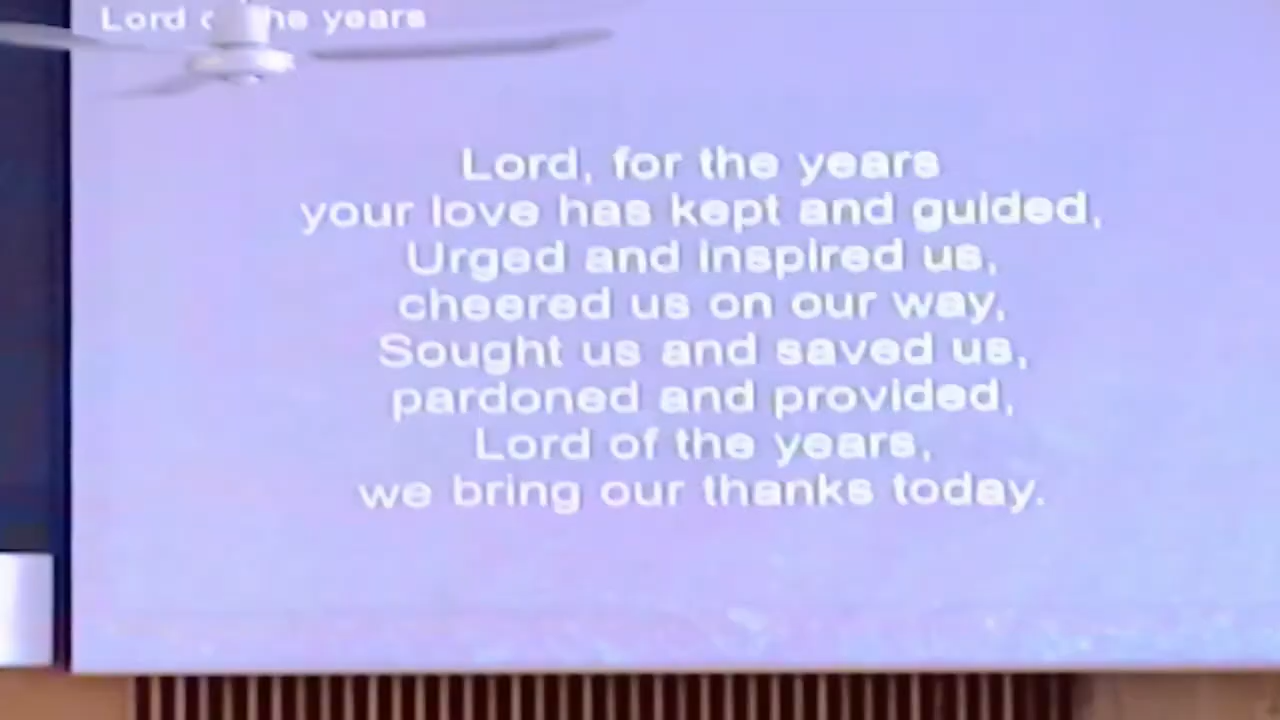 Lord the years
Lord, for the years
your love has kept and guided,
Urged and inspired us,
cheered us on our way,
Sought us and saved us,
pardoned and provided,
Lord of the years,
we bring our thanks today.